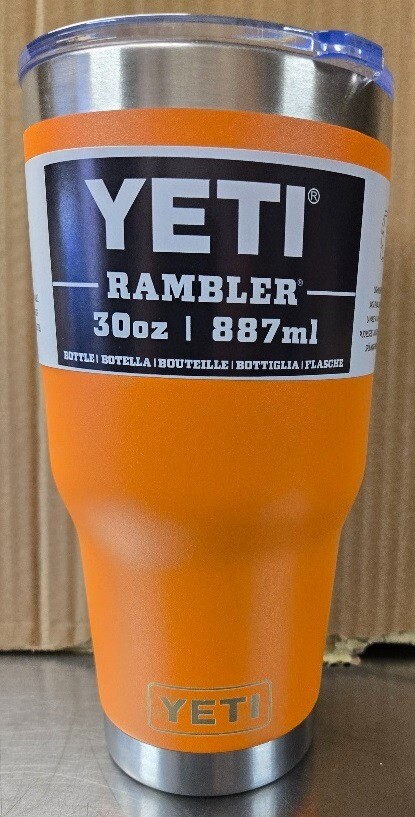 YETI®
RAMBLER®
30oz | 887ml
BOTTLE | BOTELLA | BOUTEILLE | BOTTIGLIA | FLASCHE
YETI